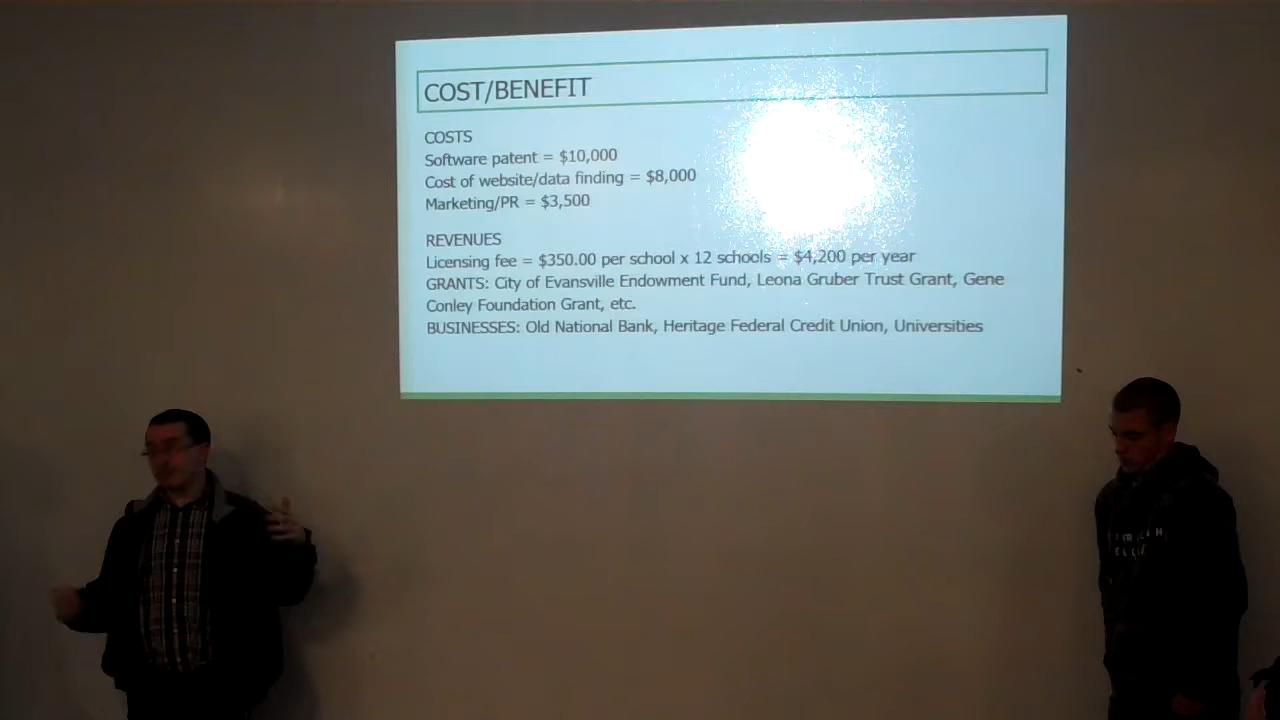 COST/BENEFIT
COSTS
Software patent = $10,000
Cost of website/data finding = $8,000
Marketing/PR = $3,500
REVENUES
Licensing fee = $350.00 per school x 12 schools = $4,200 per year
GRANTS: City of Evansville Endowment Fund, Leona Gruber Trust Grant, Gene
Conley Foundation Grant, etc.
BUSINESSES: Old National Bank, Heritage Federal Credit Union, Universities